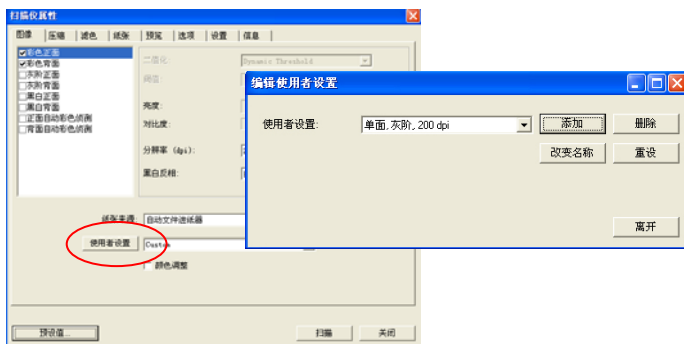 扫描仪属性
图像 压缩 滤色 纸张 预览 选项 设置 信息
彩色正面
彩色背面
灰阶正面
灰阶背面
黑白正面
黑白背面
正面自动彩色侦测
背面自动彩色侦测
二值化:
Dynamic Threshold
阈值:
亮度:
对比度:
分辨率 (dpi):
黑白反相:
纸张来源: 自动文件进纸器
使用者设置 Custom
颜色调整
预设值... 扫描 关闭
编辑使用者设置
使用者设置: 单面, 灰阶, 200 dpi 添加 删除
改变名称 重设
离开